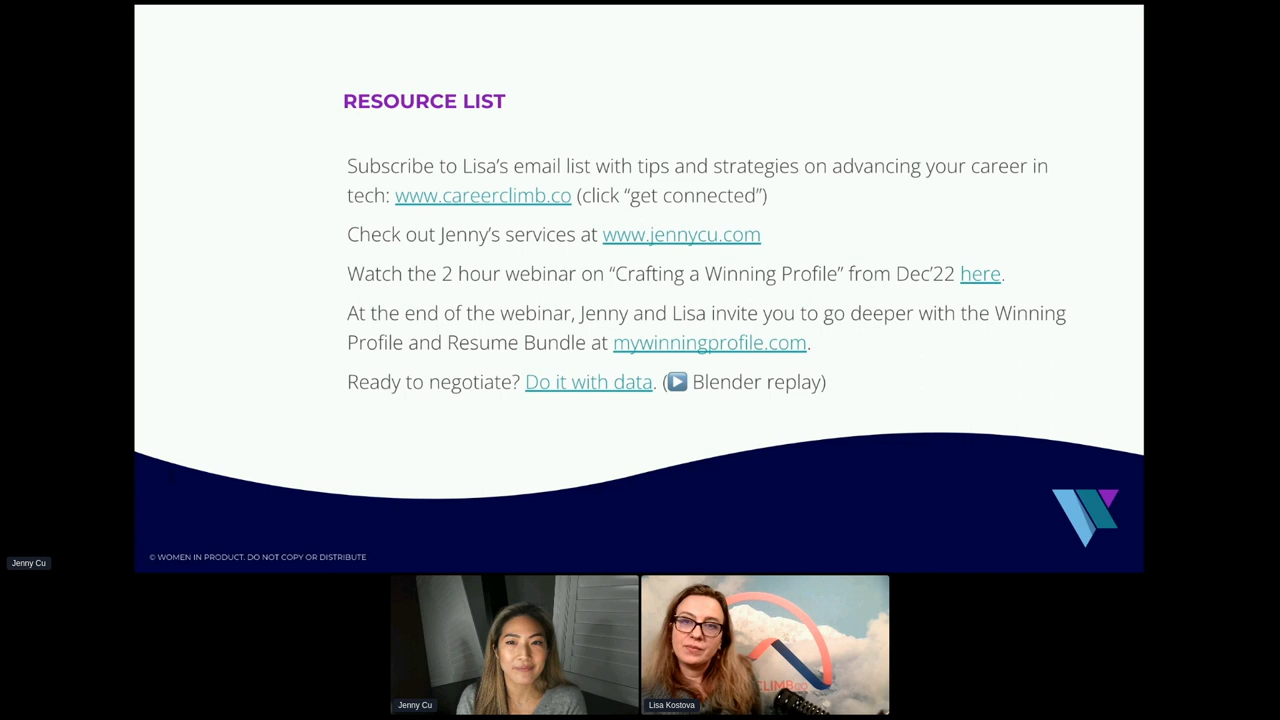 RESOURCE LIST
Subscribe to Lisa’s email list with tips and strategies on advancing your career in
tech: www.careerclimb.co (click “get connected”)
Check out Jenny’s services at www.jennycu.com
Watch the 2 hour webinar on “Crafting a Winning Profile” from Dec’22 here.
At the end of the webinar, Jenny and Lisa invite you to go deeper with the Winning
Profile and Resume Bundle at mywinningprofile.com.
Ready to negotiate? Do it with data. (▶️ Blender replay)
© WOMEN IN PRODUCT. DO NOT COPY OR DISTRIBUTE
Jenny Cu
Jenny Cu
Lisa Kostova